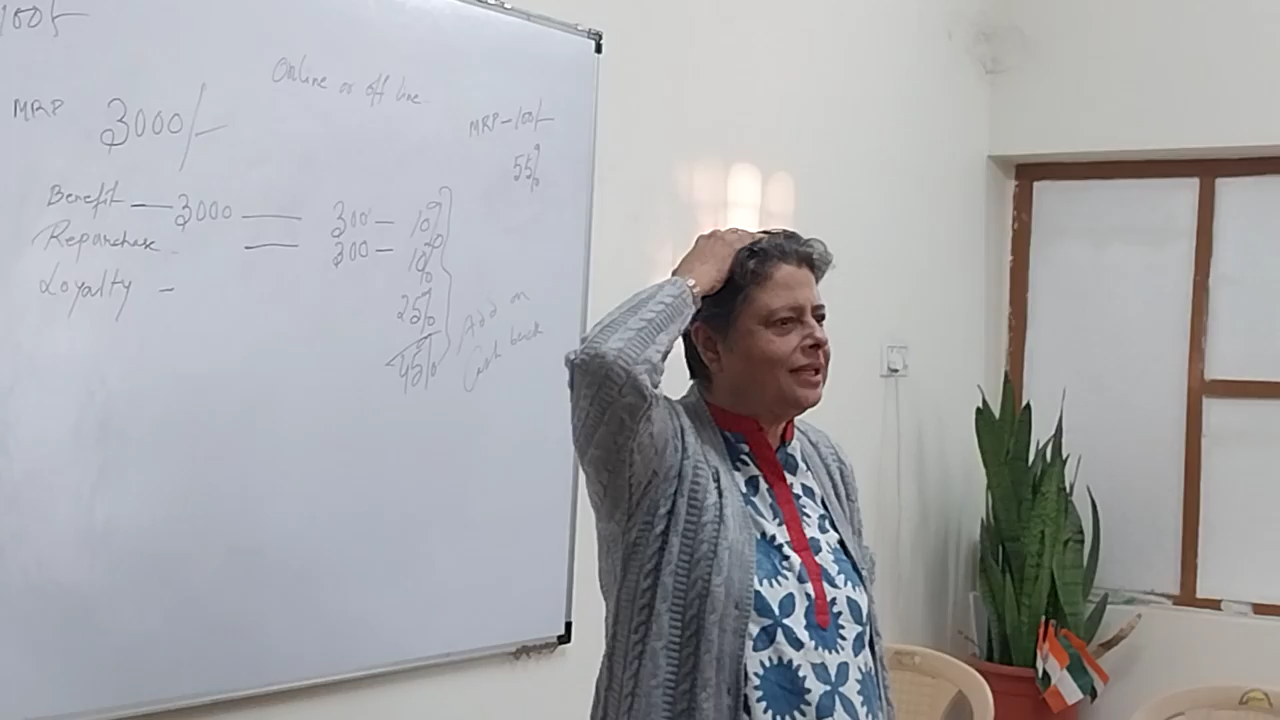 100/-
Online or off line
MRP 3000/-
MRP - 100/-
55%
Benefit — 3000 — 300 - 10%
Repurchase — 300 - 10%
Loyalty -
25%
45%
Add on
Cash back